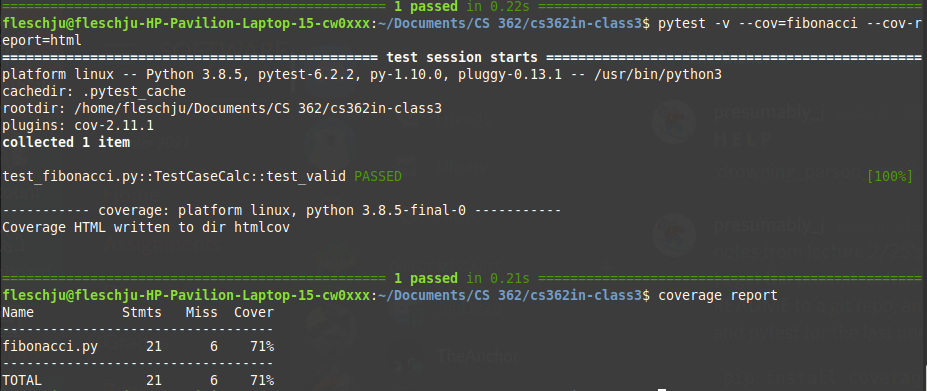 ================================================ 1 passed in 0.22s ================================================
fleschju@fleschju-HP-Pavilion-Laptop-15-cw0xxx:~/Documents/CS 362/cs362in-class3$ pytest -v --cov=fibonacci --cov-r
eport=html
=============================================== test session starts ===============================================
platform linux -- Python 3.8.5, pytest-6.2.2, py-1.10.0, pluggy-0.13.1 -- /usr/bin/python3
cachedir: .pytest_cache
rootdir: /home/fleschju/Documents/CS 362/cs362in-class3
plugins: cov-2.11.1
collected 1 item
test_fibonacci.py::TestCaseCalc::test_valid PASSED [100%]
----------- coverage: platform linux, python 3.8.5-final-0 -----------
Coverage HTML written to dir htmlcov
================================================ 1 passed in 0.21s ================================================
fleschju@fleschju-HP-Pavilion-Laptop-15-cw0xxx:~/Documents/CS 362/cs362in-class3$ coverage report
Name Stmts Miss Cover
----------------------------------
fibonacci.py 21 6 71%
----------------------------------
TOTAL 21 6 71%
presumably_i
HELP
presumably_i
TheAnchor